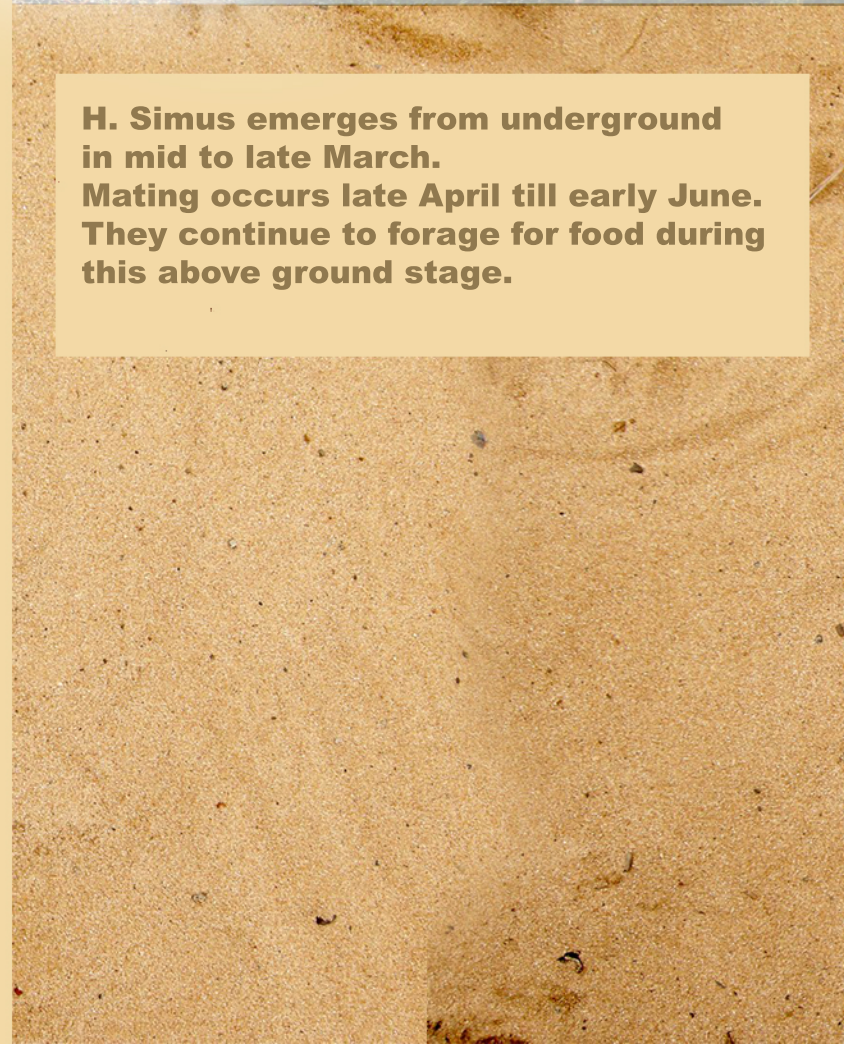 H. Simus emerges from underground
in mid to late March.
Mating occurs late April till early June.
They continue to forage for food during
this above ground stage.